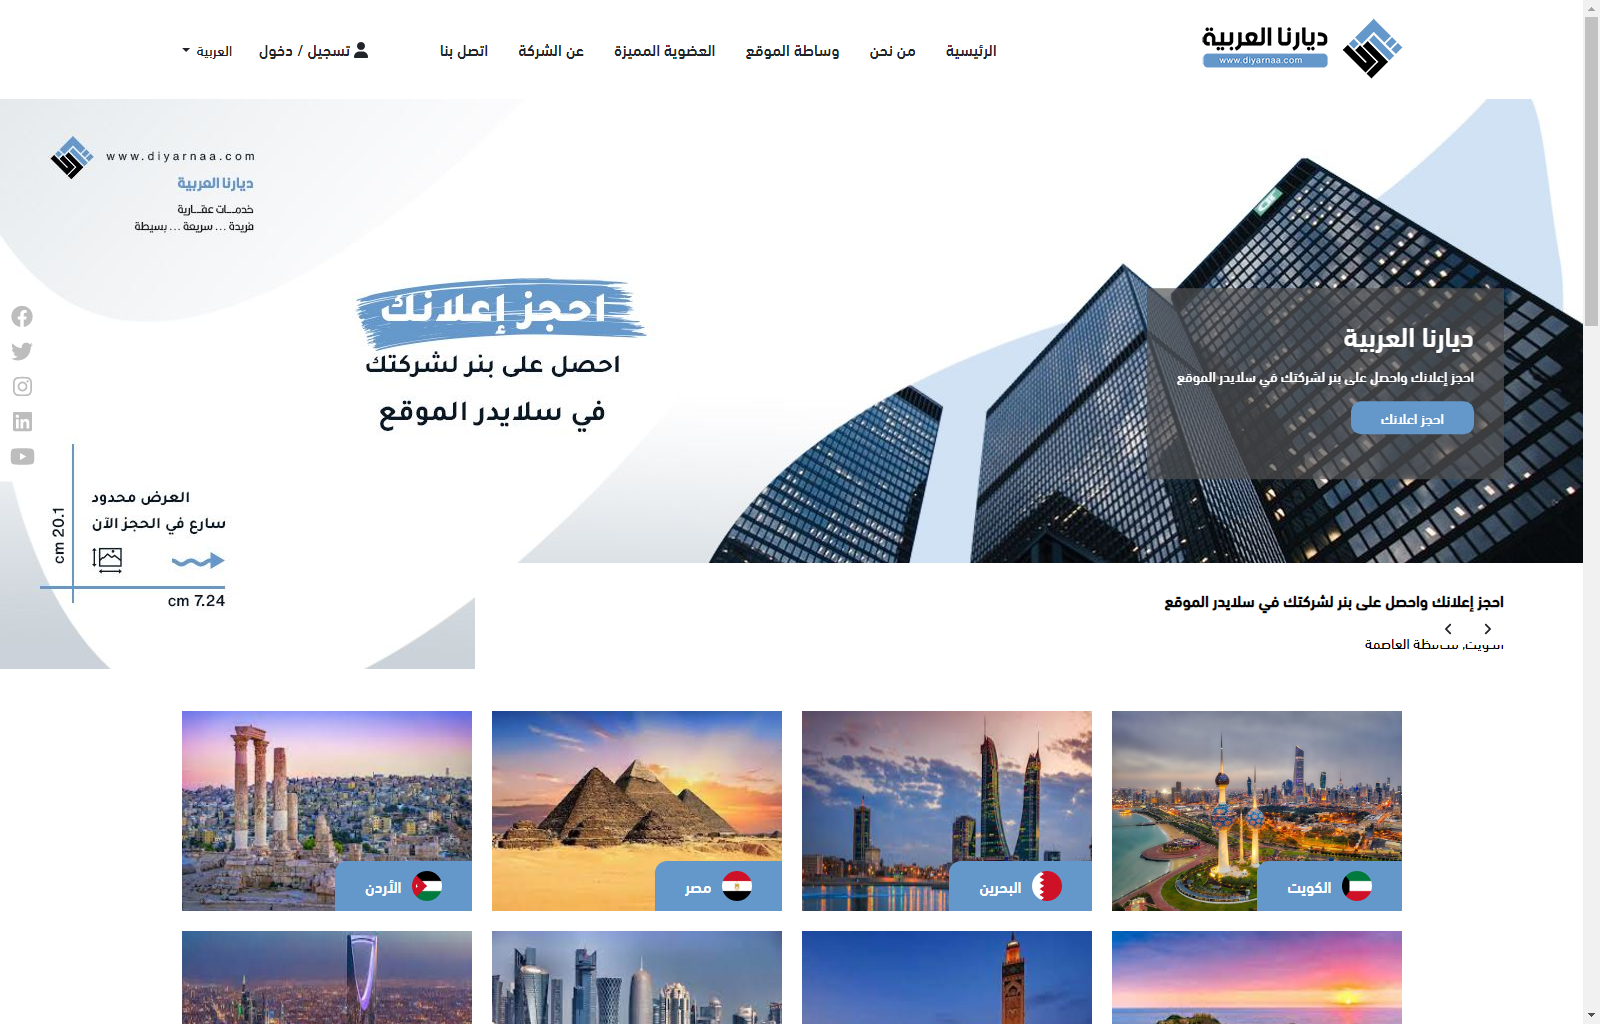 ديارنا العربية
www.diyarnaa.com
الرئيسية
من نحن
وساطة الموقع
العضوية المميزة
عن الشركة
اتصل بنا
تسجيل / دخول
العربية
www.diyarnaa.com
ديارنا العربية
خدمـــات عقـــارية
فريدة ... سريعة ... بسيطة
احجز إعلانك
احصل على بنر لشركتك
في سلايدر الموقع
ديارنا العربية
احجز إعلانك واحصل على بنر لشركتك في سلايدر الموقع
احجز اعلانك
العرض محدود
سارع في الحجز الآن
cm 20.1
cm 7.24
احجز إعلانك واحصل على بنر لشركتك في سلايدر الموقع
الكويت, محافظة العاصمة
الكويت
البحرين
مصر
الأردن